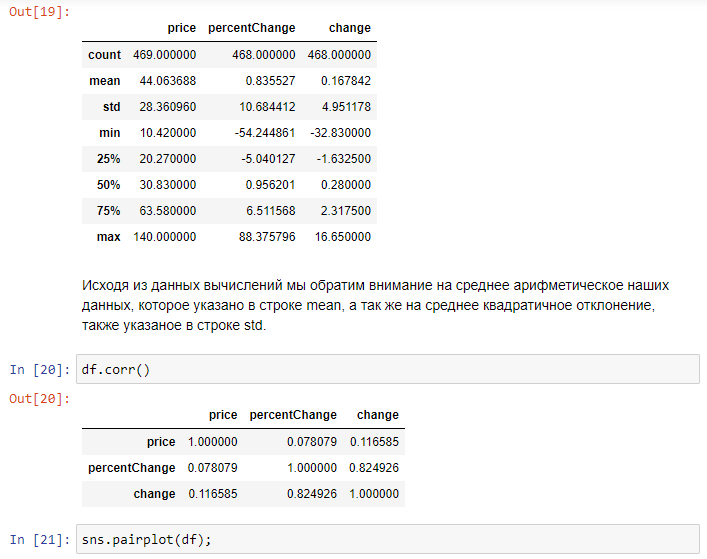 Out[19]:
price percentChange change
count 469.000000 468.000000 468.000000
mean 44.063688 0.835527 0.167842
std 28.360960 10.684412 4.951178
min 10.420000 -54.244861 -32.830000
25% 20.270000 -5.040127 -1.632500
50% 30.830000 0.956201 0.280000
75% 63.580000 6.511568 2.317500
max 140.000000 88.375796 16.650000
Исходя из данных вычислений мы обратим внимание на среднее арифметическое наших
данных, которое указано в строке mean, а так же на среднее квадратичное отклонение,
также указаное в строке std.
In [20]: df.corr()
Out[20]:
price percentChange change
price 1.000000 0.078079 0.116585
percentChange 0.078079 1.000000 0.824926
change 0.116585 0.824926 1.000000
In [21]: sns.pairplot(df);